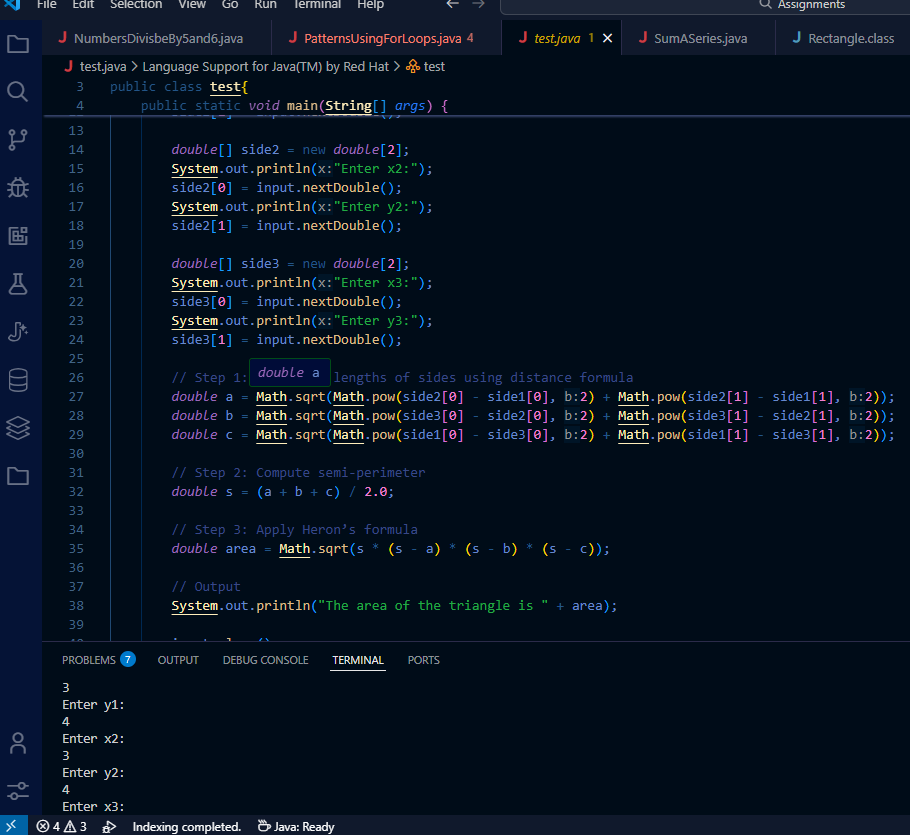 File Edit Selection View Go Run Terminal Help ← → Assignments
J NumbersDivisbeBy5and6.java J PatternsUsingForLoops.java 4 J test.java 1 × J SumASeries.java J Rectangle.class
J test.java > Language Support for Java(TM) by Red Hat > test
3 public class test{
4 public static void main(String[] args) {
13
14 double[] side2 = new double[2];
15 System.out.println(x:"Enter x2:");
16 side2[0] = input.nextDouble();
17 System.out.println(x:"Enter y2:");
18 side2[1] = input.nextDouble();
19
20 double[] side3 = new double[2];
21 System.out.println(x:"Enter x3:");
22 side3[0] = input.nextDouble();
23 System.out.println(x:"Enter y3:");
24 side3[1] = input.nextDouble();
25
double a
26 // Step 1: lengths of sides using distance formula
27 double a = Math.sqrt(Math.pow(side2[0] - side1[0], b:2) + Math.pow(side2[1] - side1[1], b:2));
28 double b = Math.sqrt(Math.pow(side3[0] - side2[0], b:2) + Math.pow(side3[1] - side2[1], b:2));
29 double c = Math.sqrt(Math.pow(side1[0] - side3[0], b:2) + Math.pow(side1[1] - side3[1], b:2));
30
31 // Step 2: Compute semi-perimeter
32 double s = (a + b + c) / 2.0;
33
34 // Step 3: Apply Heron’s formula
35 double area = Math.sqrt(s * (s - a) * (s - b) * (s - c));
36
37 // Output
38 System.out.println("The area of the triangle is " + area);
39
PROBLEMS 7 OUTPUT DEBUG CONSOLE TERMINAL PORTS
3
Enter y1:
4
Enter x2:
3
Enter y2:
4
Enter x3:
4 3 Indexing completed. Java: Ready